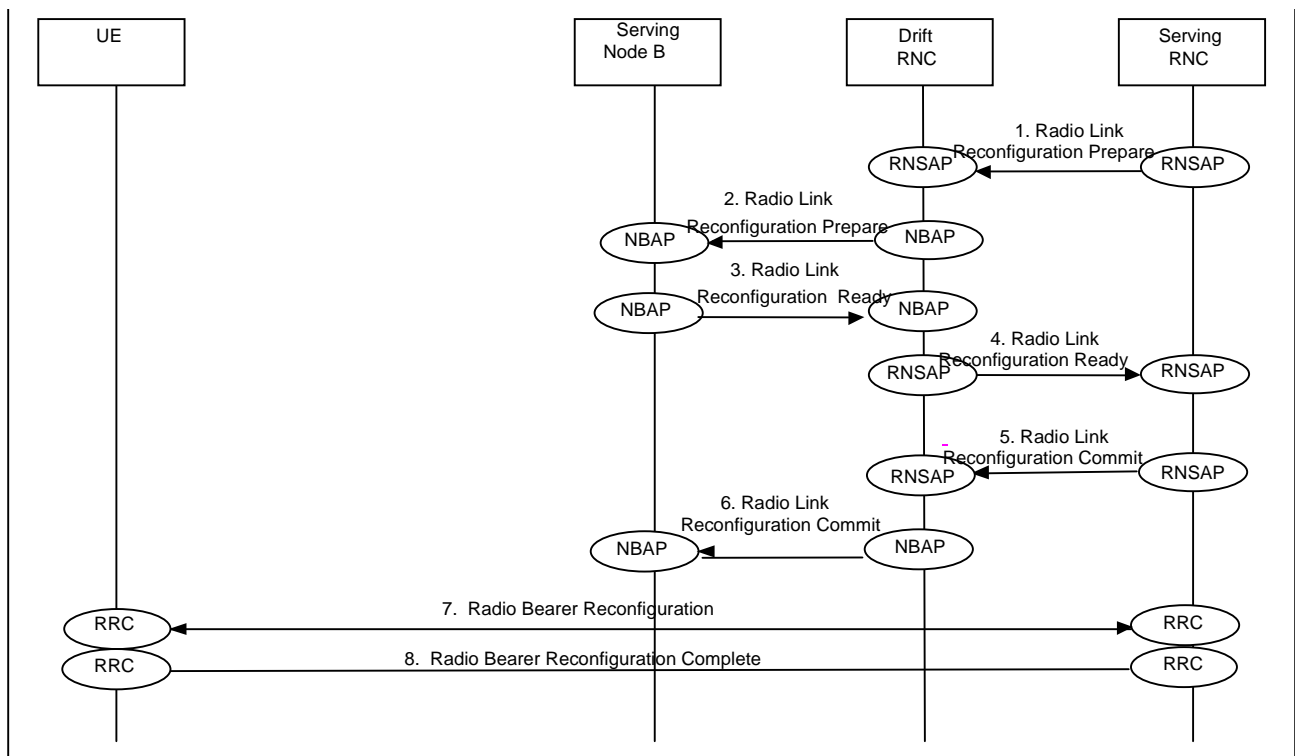 UE
Serving
Node B
Drift
RNC
Serving
RNC
1. Radio Link
Reconfiguration Prepare
RNSAP
RNSAP
2. Radio Link
Reconfiguration Prepare
NBAP
NBAP
3. Radio Link
Reconfiguration Ready
NBAP
NBAP
4. Radio Link
Reconfiguration Ready
RNSAP
RNSAP
5. Radio Link
Reconfiguration Commit
RNSAP
RNSAP
6. Radio Link
Reconfiguration Commit
NBAP
NBAP
7. Radio Bearer Reconfiguration
RRC
RRC
8. Radio Bearer Reconfiguration Complete
RRC
RRC